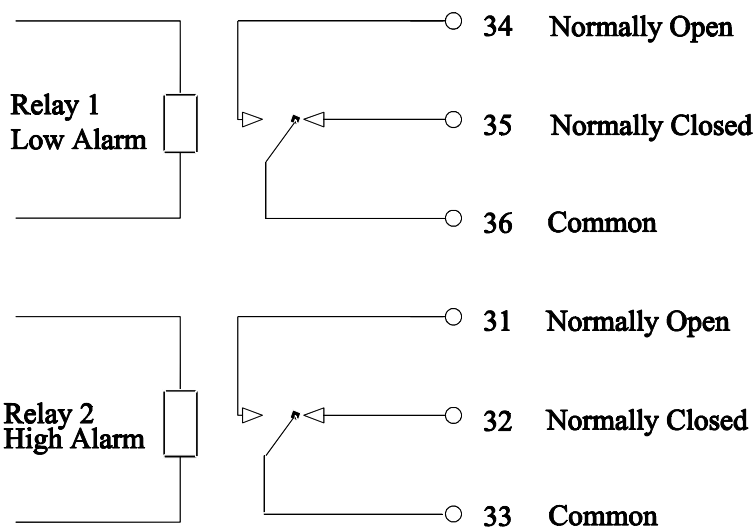 34 Normally Open
Relay 1
Low Alarm
35 Normally Closed
36 Common
31 Normally Open
Relay 2
High Alarm
32 Normally Closed
33 Common